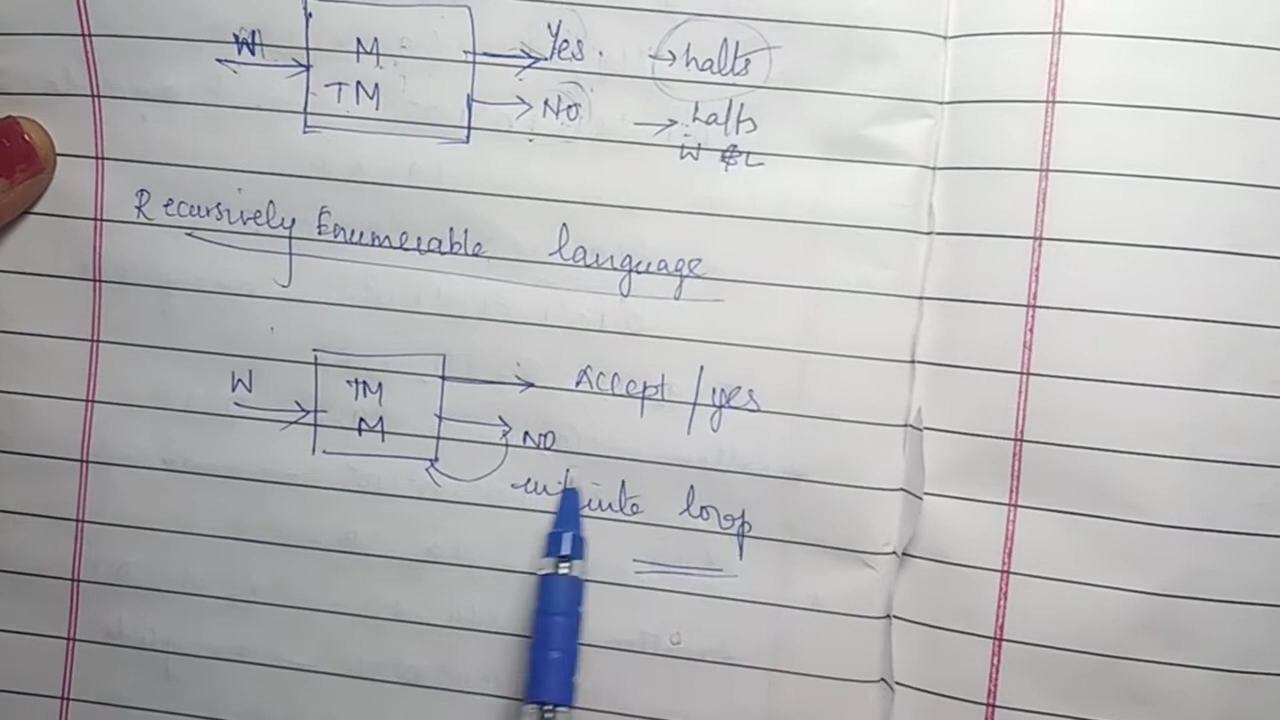 W M Yes. → halts
TM → No → halts
W ∉ L
Recursively Enumerable language
W TM → Accept / yes
M → NO
infinite loop